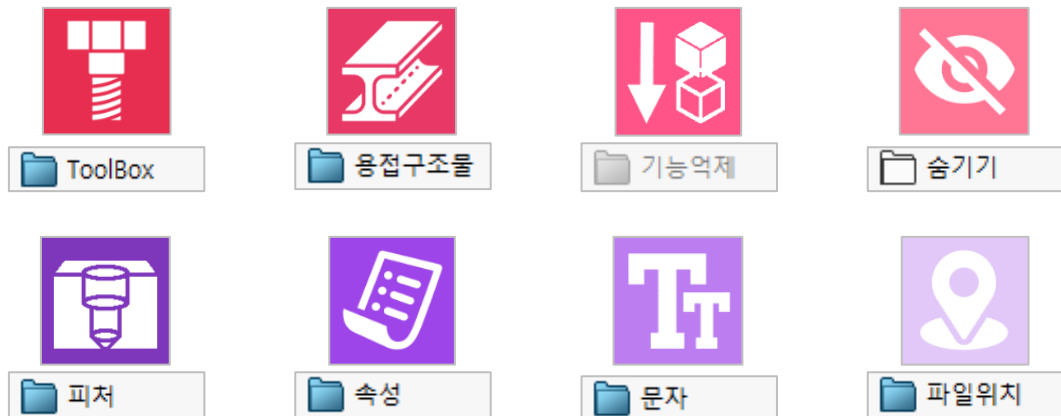 ToolBox
용접구조물
기능억제
숨기기
피처
속성
문자
파일위치